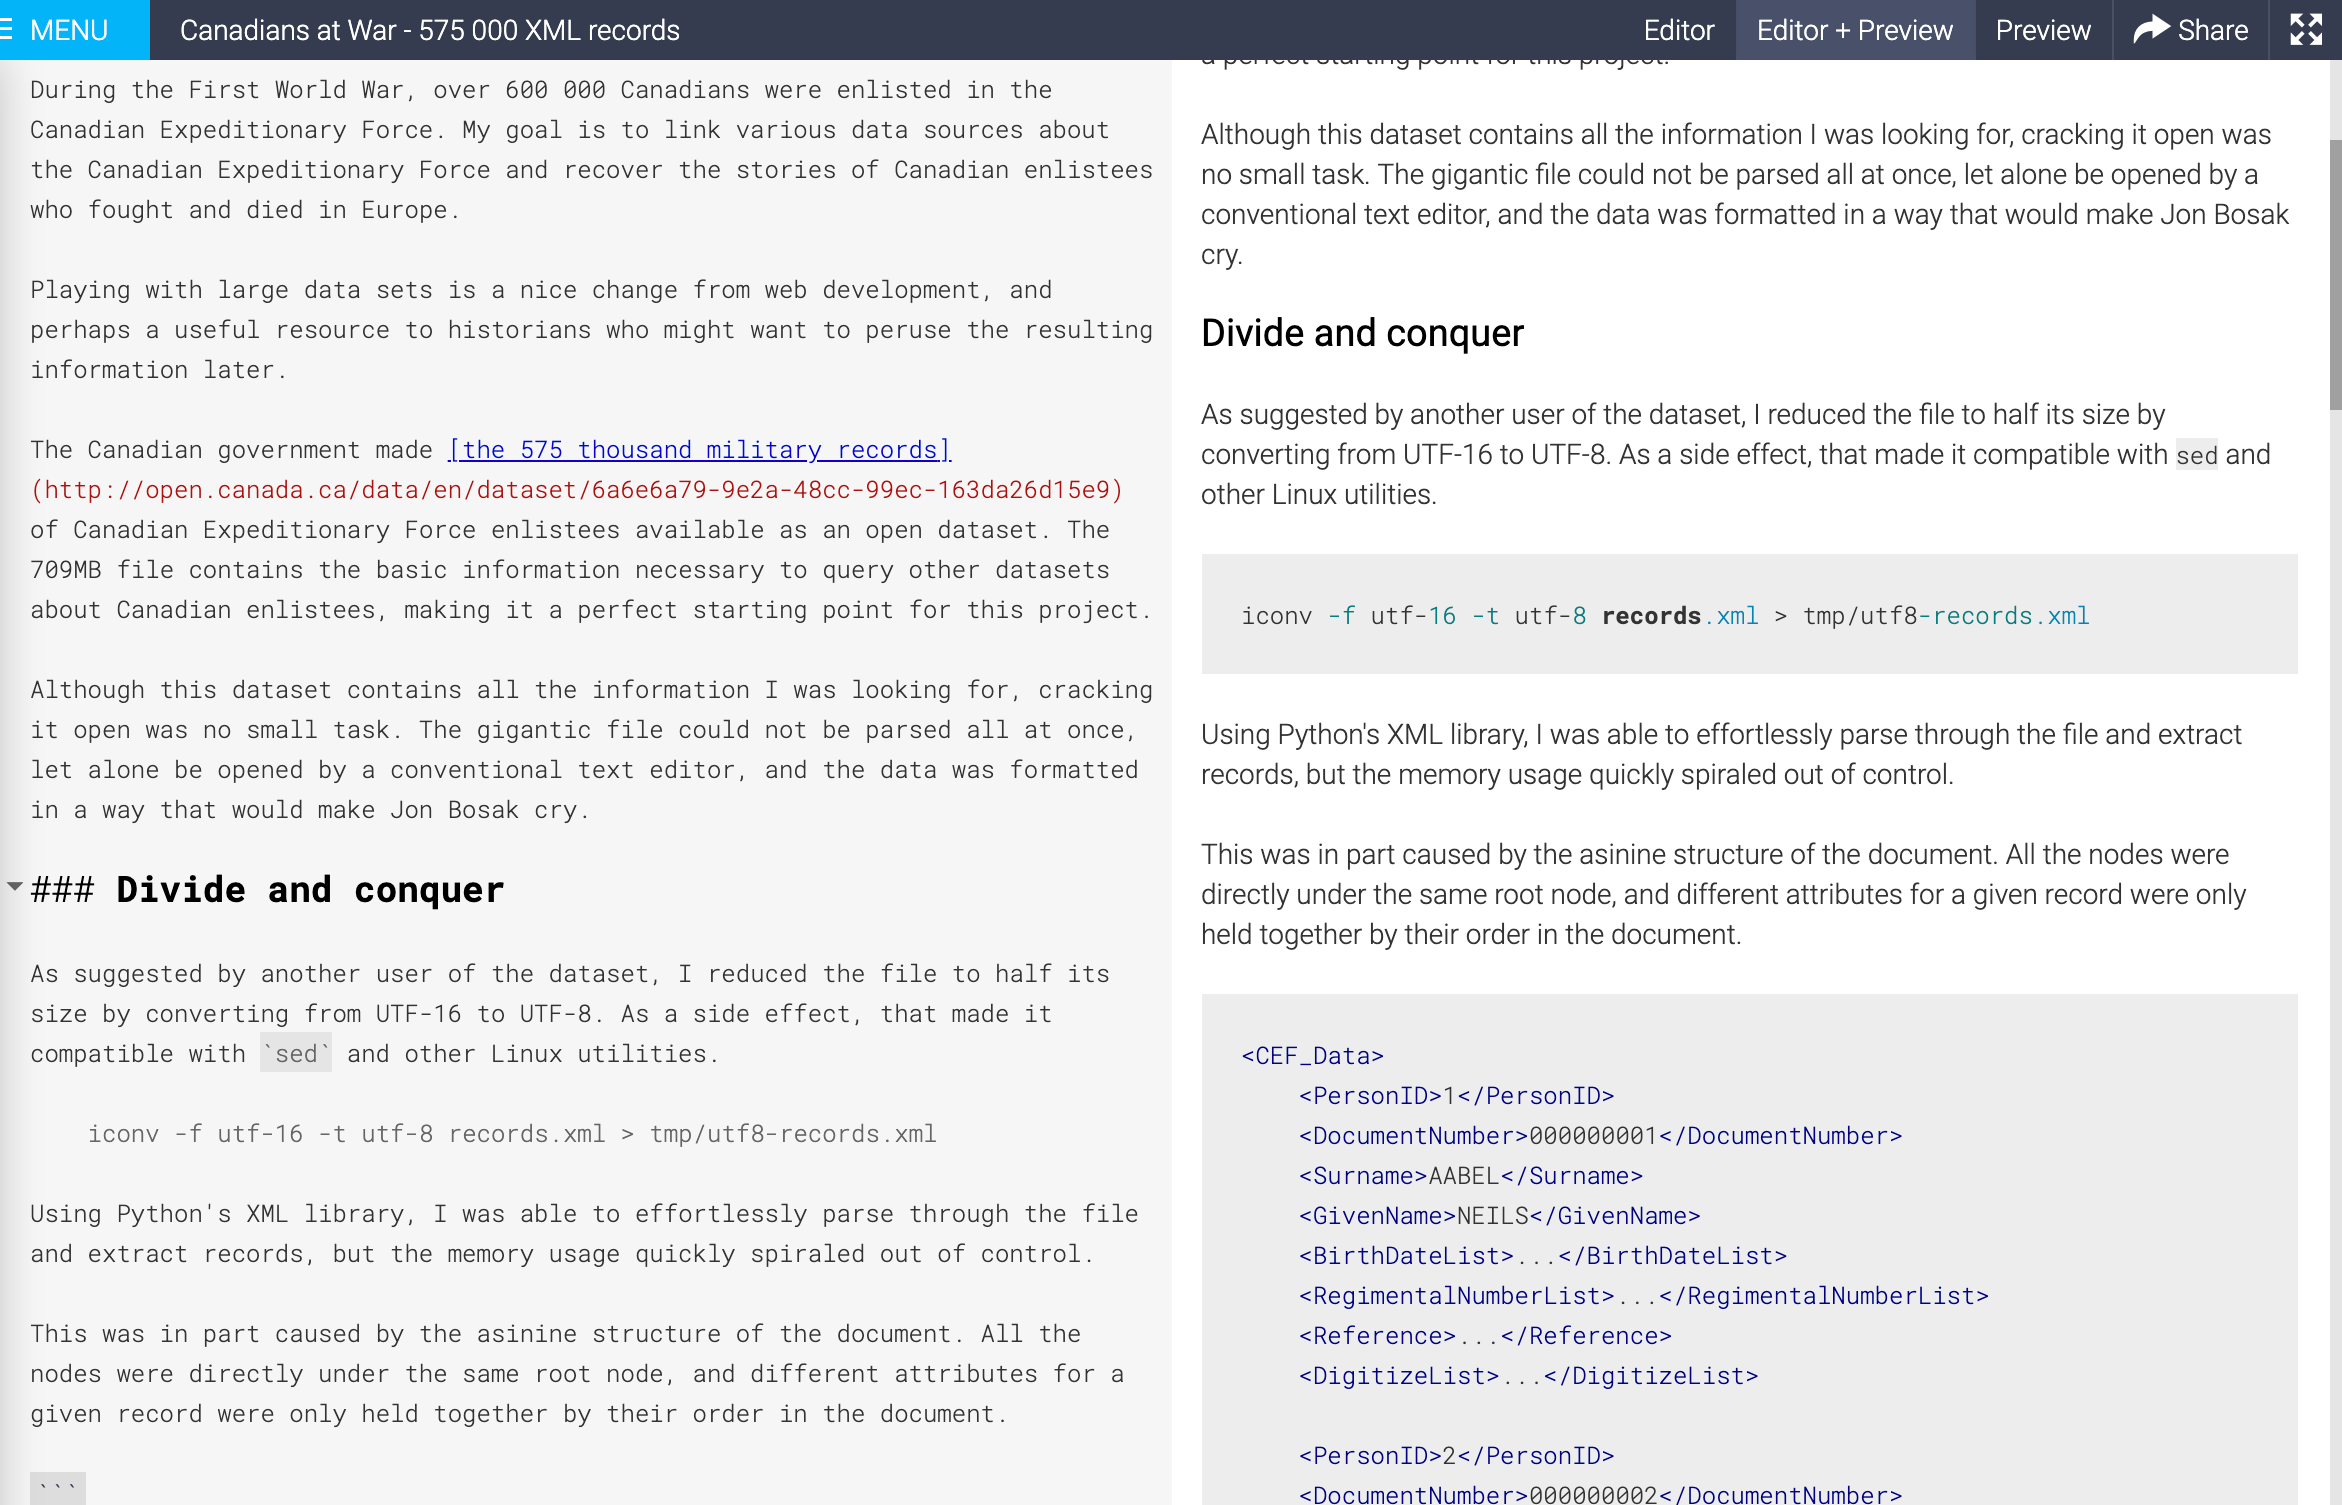 MENU
Canadians at War - 575 000 XML records
Editor
Editor + Preview
Preview
Share
During the First World War, over 600 000 Canadians were enlisted in the
Canadian Expeditionary Force. My goal is to link various data sources about
the Canadian Expeditionary Force and recover the stories of Canadian enlistees
who fought and died in Europe.
Playing with large data sets is a nice change from web development, and
perhaps a useful resource to historians who might want to peruse the resulting
information later.
The Canadian government made [the 575 thousand military records]
(http://open.canada.ca/data/en/dataset/6a6e6a79-9e2a-48cc-99ec-163da26d15e9)
of Canadian Expeditionary Force enlistees available as an open dataset. The
709MB file contains the basic information necessary to query other datasets
about Canadian enlistees, making it a perfect starting point for this project.
Although this dataset contains all the information I was looking for, cracking
it open was no small task. The gigantic file could not be parsed all at once,
let alone be opened by a conventional text editor, and the data was formatted
in a way that would make Jon Bosak cry.
### Divide and conquer
As suggested by another user of the dataset, I reduced the file to half its
size by converting from UTF-16 to UTF-8. As a side effect, that made it
compatible with `sed` and other Linux utilities.
iconv -f utf-16 -t utf-8 records.xml > tmp/utf8-records.xml
Using Python's XML library, I was able to effortlessly parse through the file
and extract records, but the memory usage quickly spiraled out of control.
This was in part caused by the asinine structure of the document. All the
nodes were directly under the same root node, and different attributes for a
given record were only held together by their order in the document.
```
a perfect starting point for this project.
Although this dataset contains all the information I was looking for, cracking it open was
no small task. The gigantic file could not be parsed all at once, let alone be opened by a
conventional text editor, and the data was formatted in a way that would make Jon Bosak
cry.
Divide and conquer
As suggested by another user of the dataset, I reduced the file to half its size by
converting from UTF-16 to UTF-8. As a side effect, that made it compatible with sed and
other Linux utilities.
iconv -f utf-16 -t utf-8 records.xml > tmp/utf8-records.xml
Using Python's XML library, I was able to effortlessly parse through the file and extract
records, but the memory usage quickly spiraled out of control.
This was in part caused by the asinine structure of the document. All the nodes were
directly under the same root node, and different attributes for a given record were only
held together by their order in the document.
<CEF_Data>
<PersonID>1</PersonID>
<DocumentNumber>000000001</DocumentNumber>
<Surname>AABEL</Surname>
<GivenName>NEILS</GivenName>
<BirthDateList>...</BirthDateList>
<RegimentalNumberList>...</RegimentalNumberList>
<Reference>...</Reference>
<DigitizeList>...</DigitizeList>
<PersonID>2</PersonID>
<DocumentNumber>000000002</DocumentNumber>